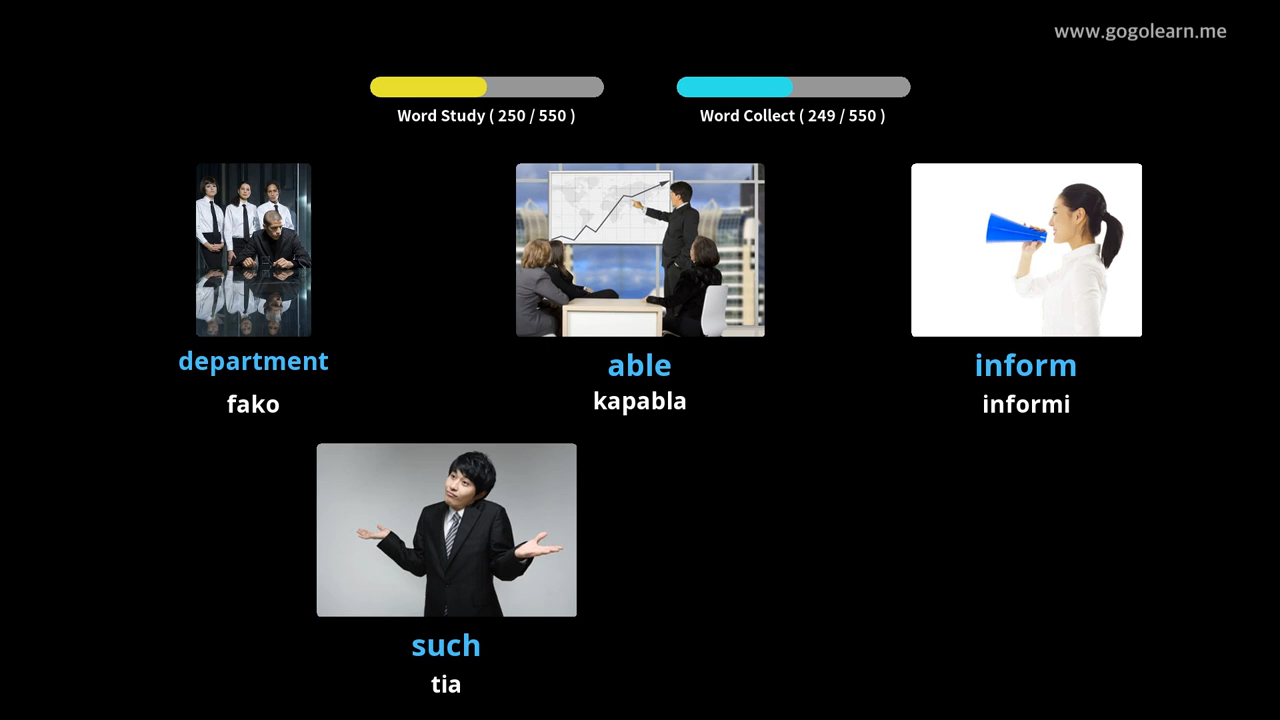 www.gogolearn.me
Word Study ( 250 / 550 )
Word Collect ( 249 / 550 )
department
fako
able
kapabla
inform
informi
such
tia